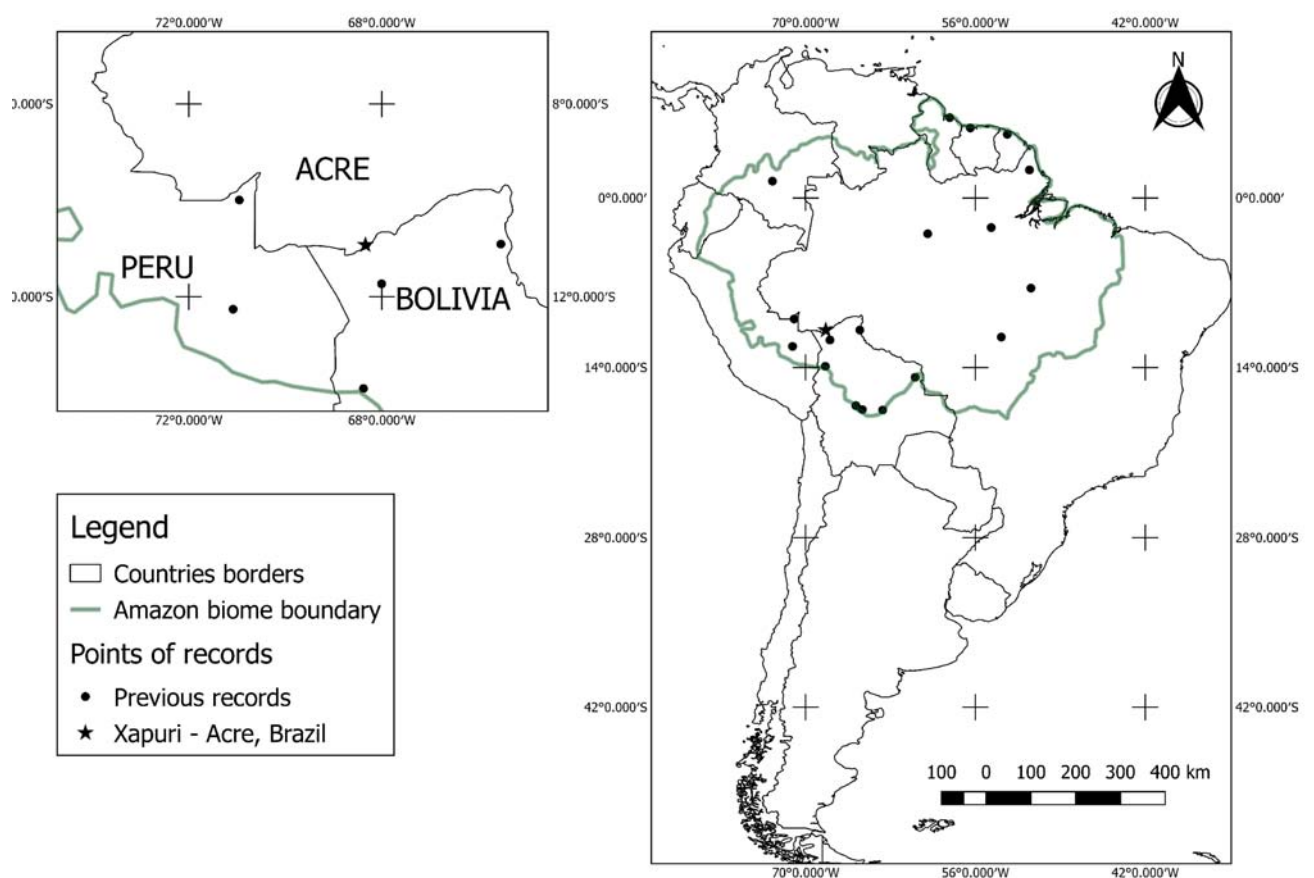 72°0.000'W 68°0.000'W
0.000'S 8°0.000'S
ACRE
PERU
0.000'S 12°0.000'S
BOLIVIA
72°0.000'W 68°0.000'W
Legend
Countries borders
Amazon biome boundary
Points of records
Previous records
Xapuri - Acre, Brazil
70°0.000'W 56°0.000'W 42°0.000'W
N
0°0.000' 0°0.000'
14°0.000'S 14°0.000'S
28°0.000'S 28°0.000'S
42°0.000'S 42°0.000'S
100 0 100 200 300 400 km
70°0.000'W 56°0.000'W 42°0.000'W